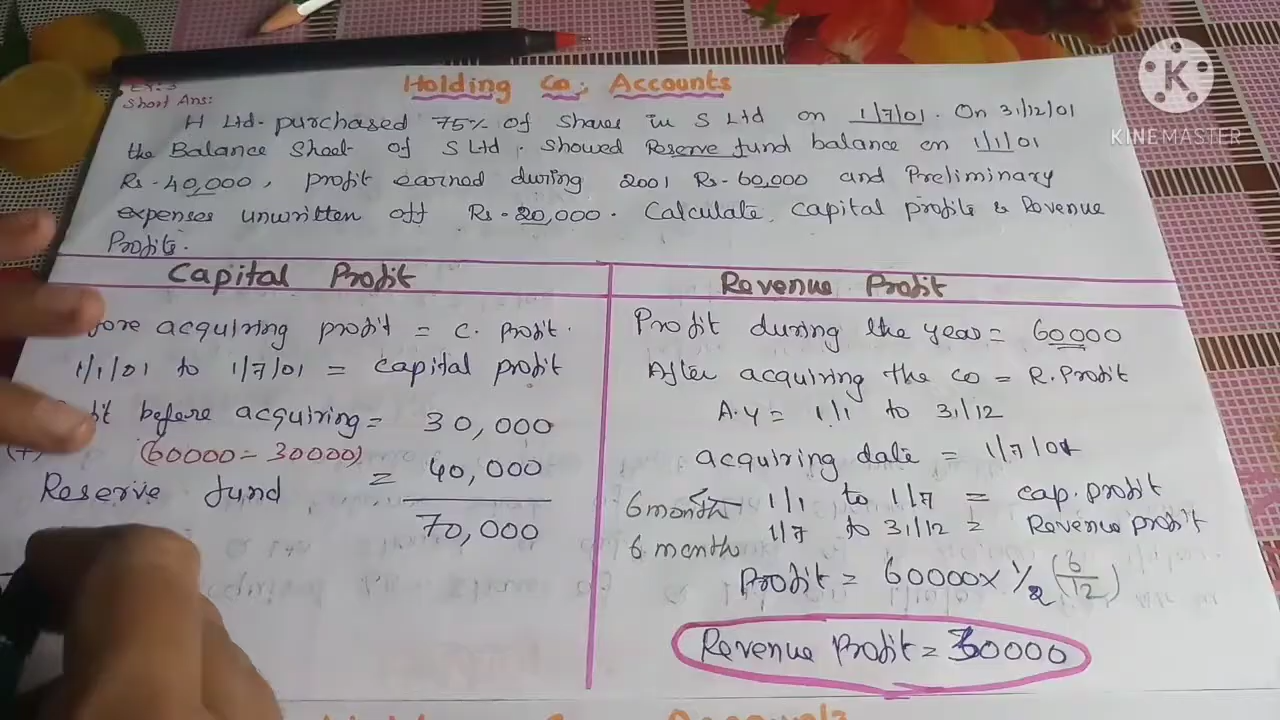 Holding Co; Accounts
Short Ans:
H Ltd. purchased 75% of shares in S Ltd on 1/7/01. On 31/12/01
the Balance Sheet of S Ltd. showed Reserve fund balance on 1/1/01
Rs-40,000, profit earned during 2001 Rs-60,000 and Preliminary
expenses unwritten off Rs-20,000. Calculate capital profits & Revenue
Profits.
Capital Profit
ore acquiring profit = C. profit.
1/1/01 to 1/7/01 = capital profit
it before acquiring = 30,000
(+) (60000-30000)
Reserve fund = 40,000
70,000
Revenue Profit
Profit during the year = 60000
After acquiring the co = R. Profit
A.Y = 1/1 to 31/12
acquiring date = 1/7/01
6 month 1/1 to 1/7 = cap. profit
6 month 1/7 to 31/12 = Revenue profit
Profit = 60000x 1/2 (6/12)
Revenue Profit = 30000
K
KINEMASTER